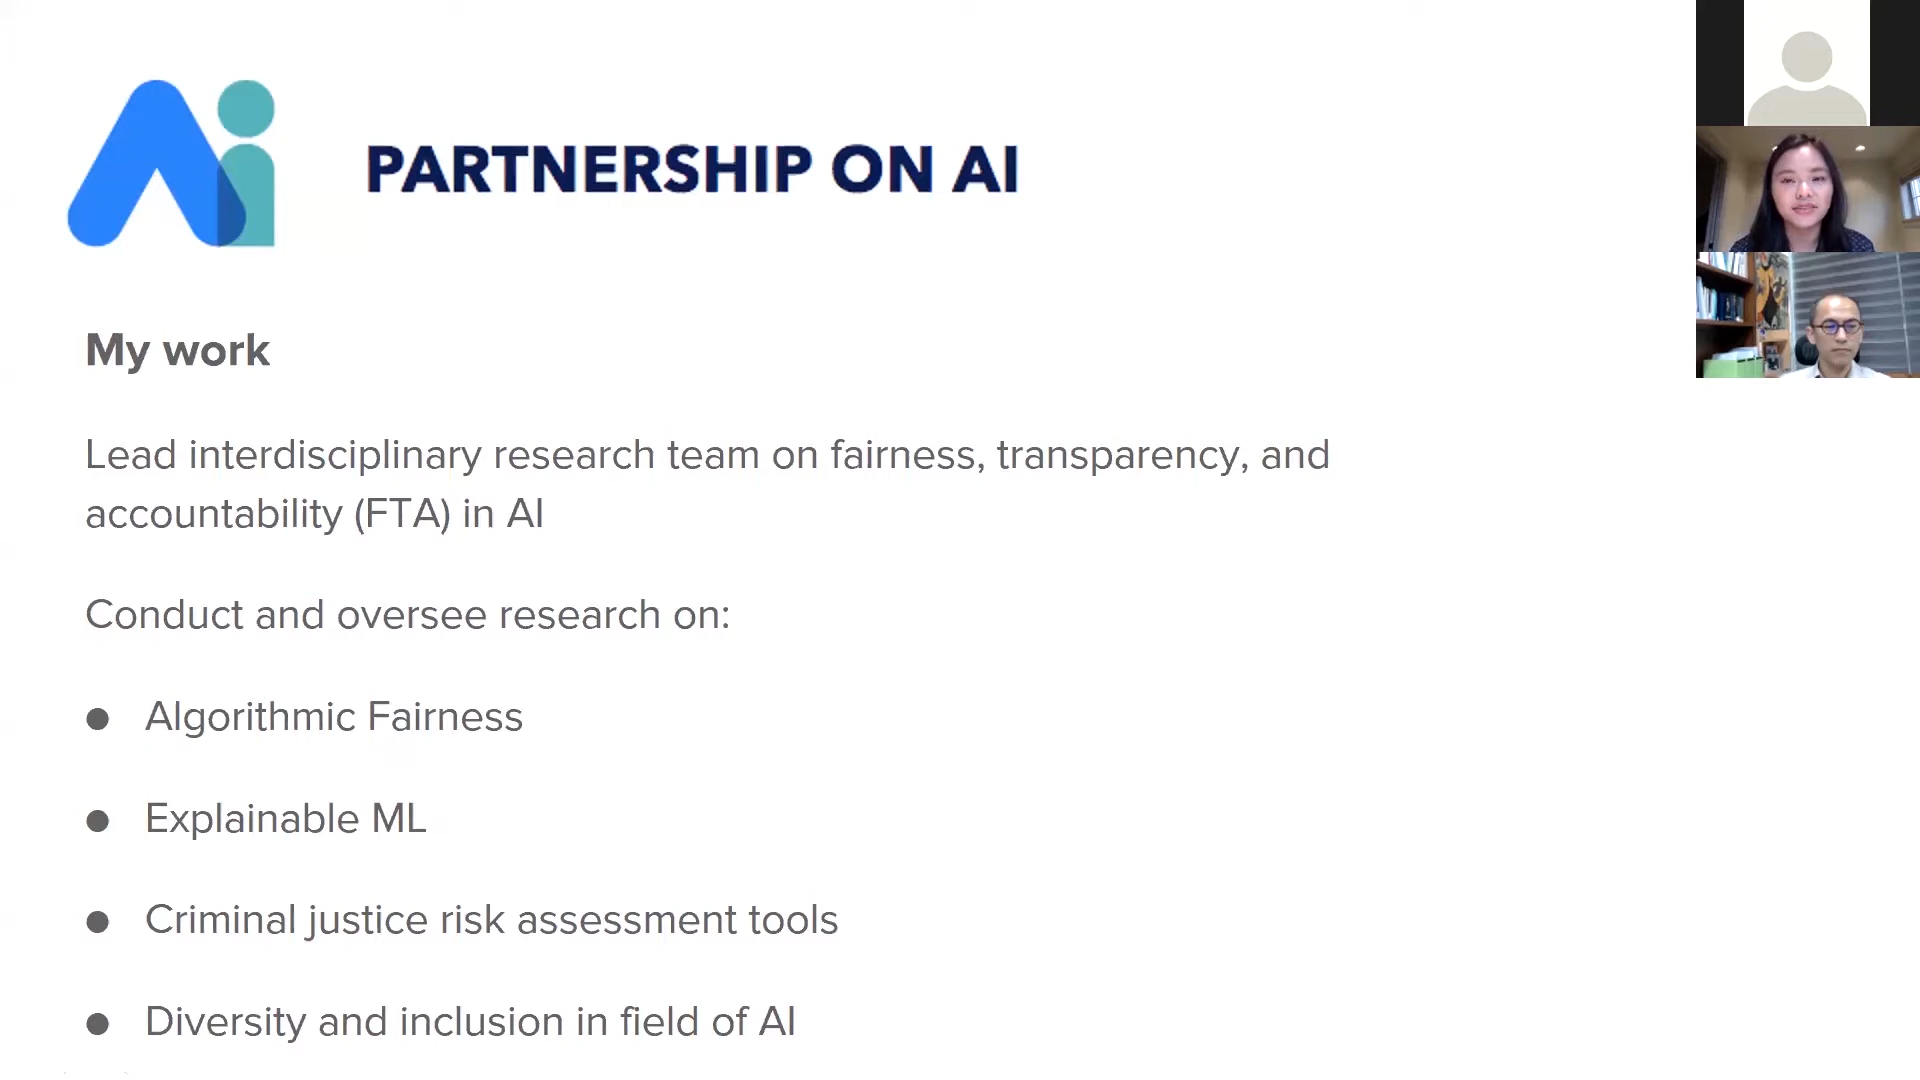 PARTNERSHIP ON AI
My work
Lead interdisciplinary research team on fairness, transparency, and
accountability (FTA) in AI
Conduct and oversee research on:
● Algorithmic Fairness
● Explainable ML
● Criminal justice risk assessment tools
● Diversity and inclusion in field of AI